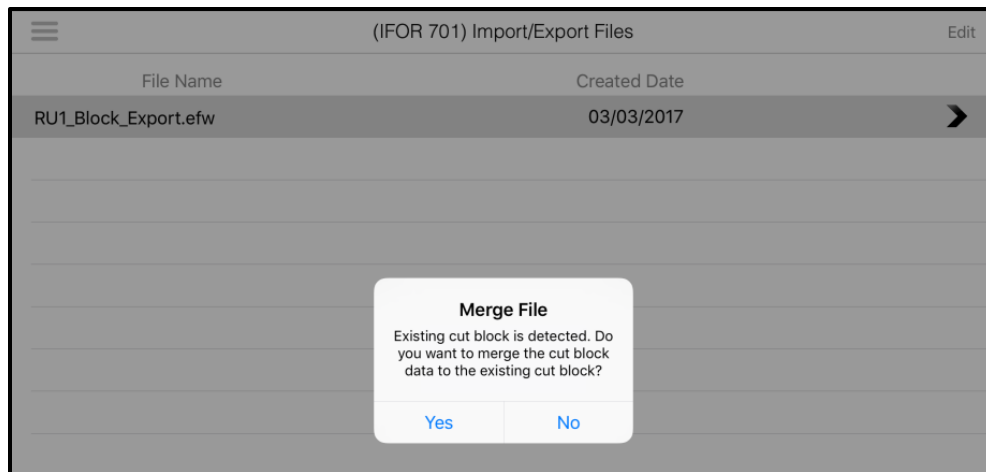 (IFOR 701) Import/Export Files
Edit
File Name
Created Date
RU1_Block_Export.efw
03/03/2017
Merge File
Existing cut block is detected. Do
you want to merge the cut block
data to the existing cut block?
Yes
No